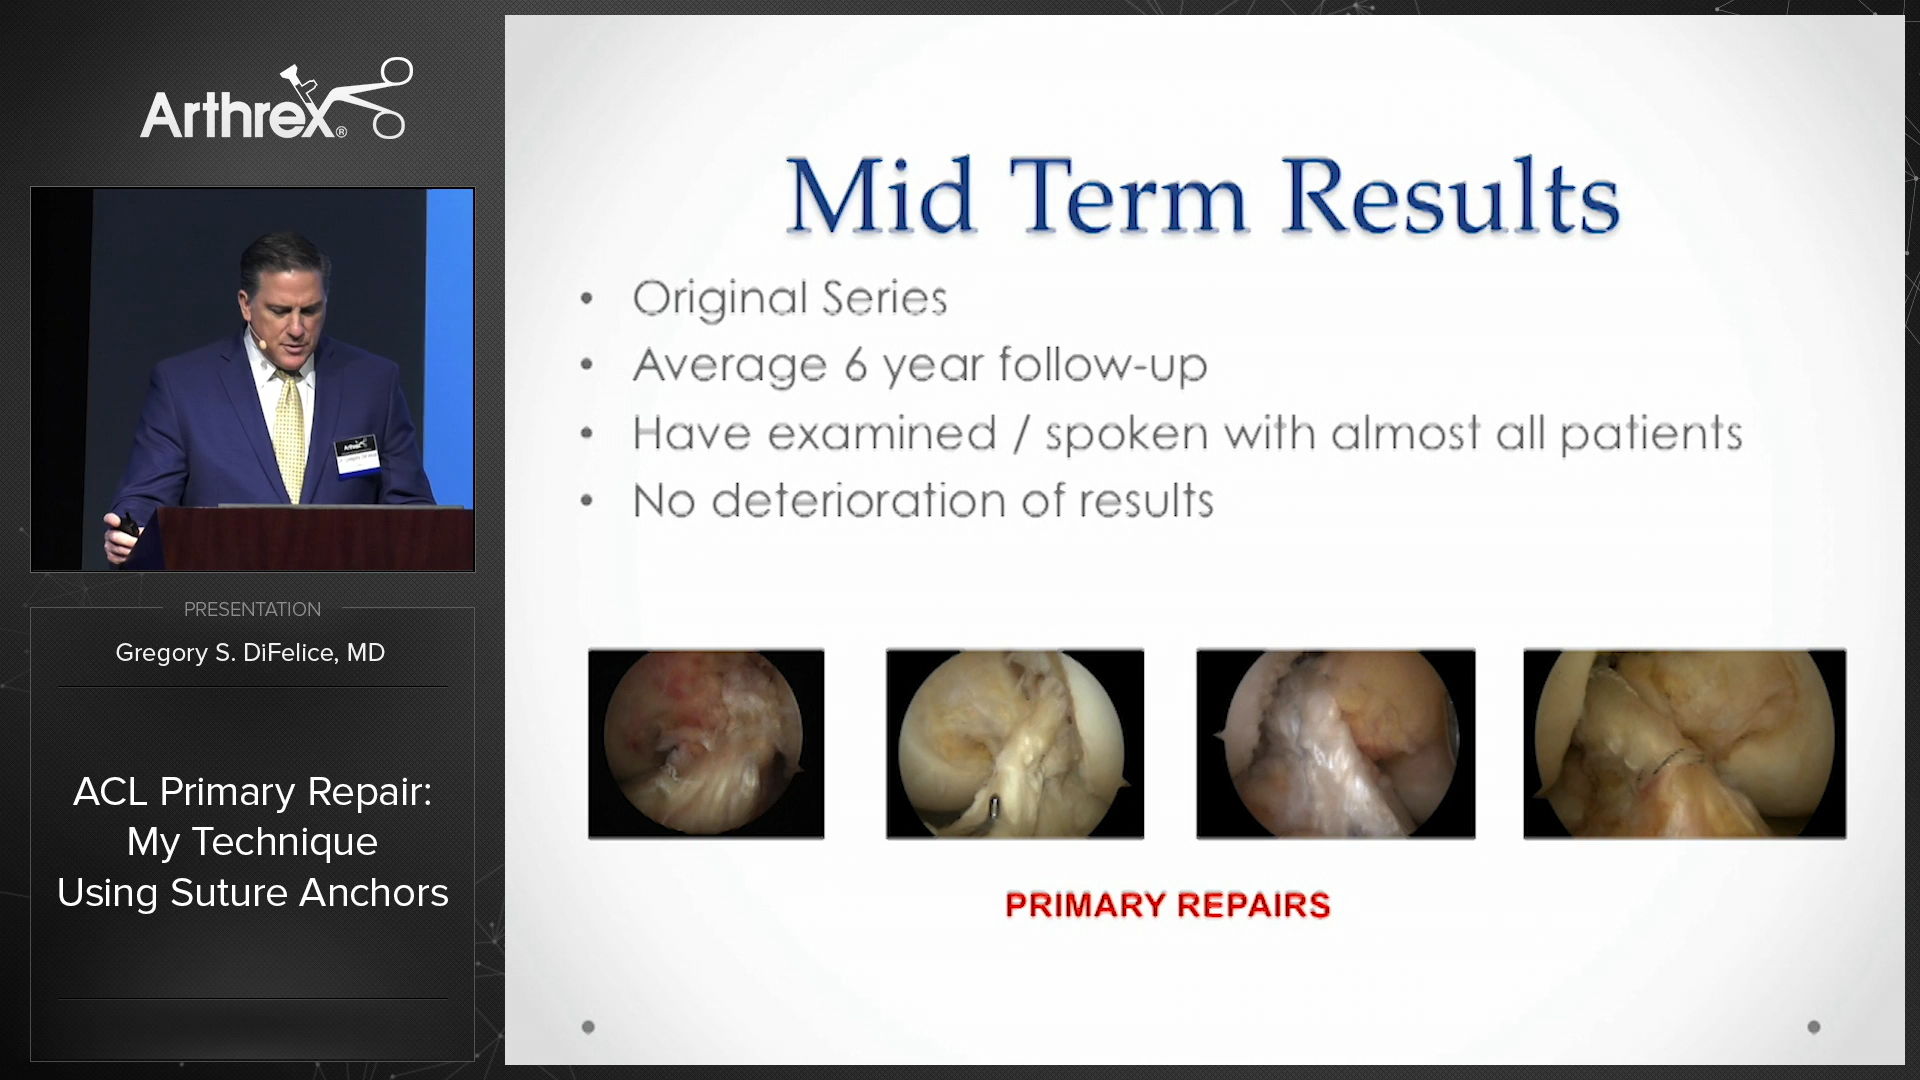 Arthrex®
PRESENTATION
Gregory S. DiFelice, MD
ACL Primary Repair:
My Technique
Using Suture Anchors
Mid Term Results
• Original Series
• Average 6 year follow-up
• Have examined / spoken with almost all patients
• No deterioration of results
PRIMARY REPAIRS